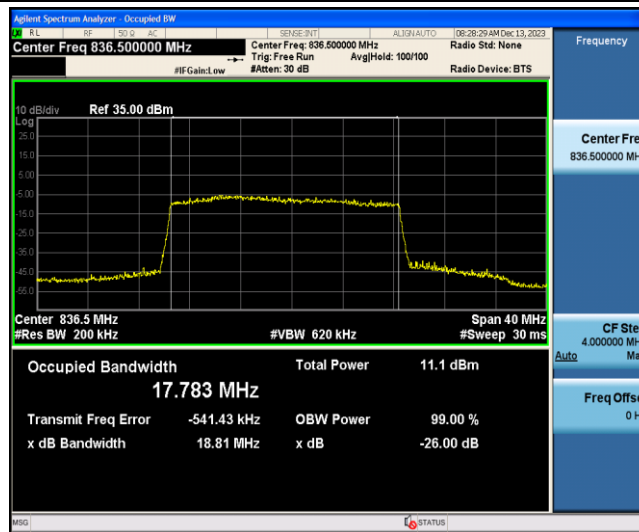 Agilent Spectrum Analyzer - Occupied BW
RL RF 50 Ω AC SENSE:INT ALIGN AUTO 08:28:29 AM Dec 13, 2023
Center Freq 836.500000 MHz Center Freq: 836.500000 MHz Radio Std: None Frequency
Trig: Free Run Avg|Hold: 100/100
#IFGain:Low #Atten: 30 dB Radio Device: BTS
10 dB/div Ref 35.00 dBm
Log
25.0
15.0
5.00
-5.00
-15.0
-25.0
-35.0
-45.0
-55.0
Center Fre
836.500000 MH
Center 836.5 MHz Span 40 MHz
#Res BW 200 kHz #VBW 620 kHz #Sweep 30 ms
CF Ste
4.000000 MH
Auto Ma
Occupied Bandwidth Total Power 11.1 dBm
17.783 MHz
Transmit Freq Error -541.43 kHz OBW Power 99.00 %
x dB Bandwidth 18.81 MHz x dB -26.00 dB
Freq Offs
0 H
MSG STATUS